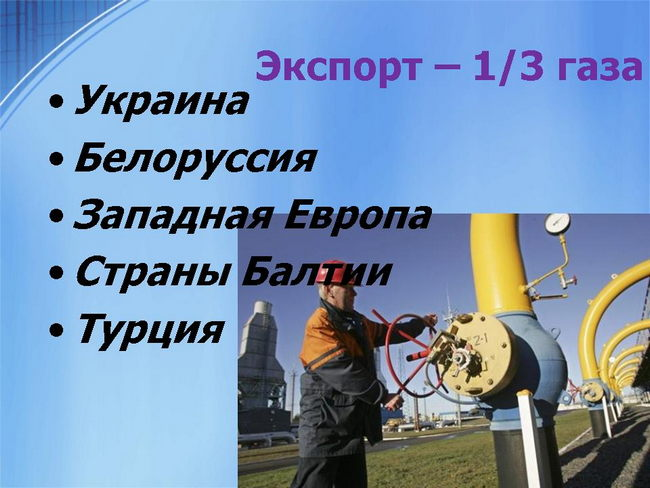 Экспорт – 1/3 газа
• Украина
• Белоруссия
• Западная Европа
• Страны Балтии
• Турция